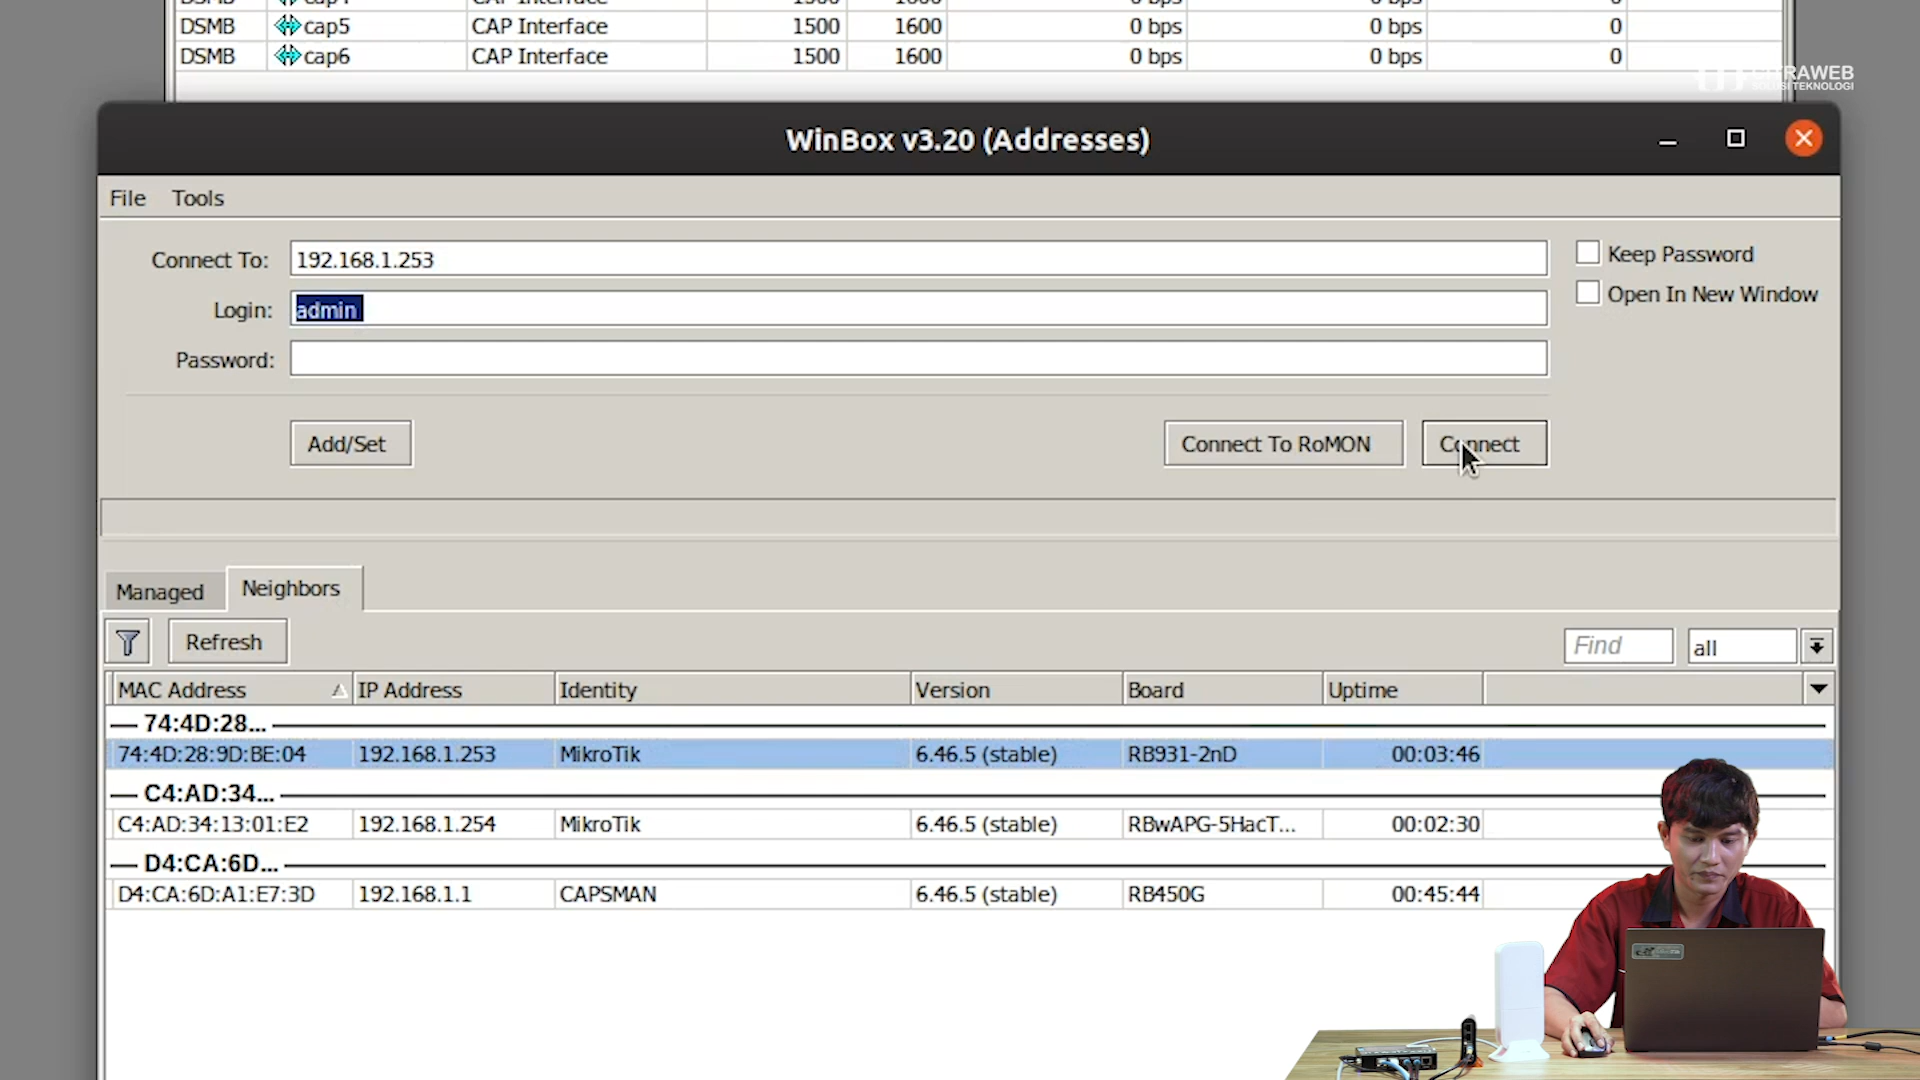 DSMB cap5 CAP Interface 1500 1600 0 bps 0 bps 0
DSMB cap6 CAP Interface 1500 1600 0 bps 0 bps 0
CITRAWEB
SOLUSI TEKNOLOGI
WinBox v3.20 (Addresses)
File Tools
Connect To: 192.168.1.253
Keep Password
Login: admin
Open In New Window
Password:
Add/Set Connect To RoMON Connect
Managed Neighbors
Refresh Find all
MAC Address IP Address Identity Version Board Uptime
74:4D:28...
74:4D:28:9D:BE:04 192.168.1.253 MikroTik 6.46.5 (stable) RB931-2nD 00:03:46
C4:AD:34...
C4:AD:34:13:01:E2 192.168.1.254 MikroTik 6.46.5 (stable) RBwAPG-5HacT... 00:02:30
D4:CA:6D...
D4:CA:6D:A1:E7:3D 192.168.1.1 CAPSMAN 6.46.5 (stable) RB450G 00:45:44